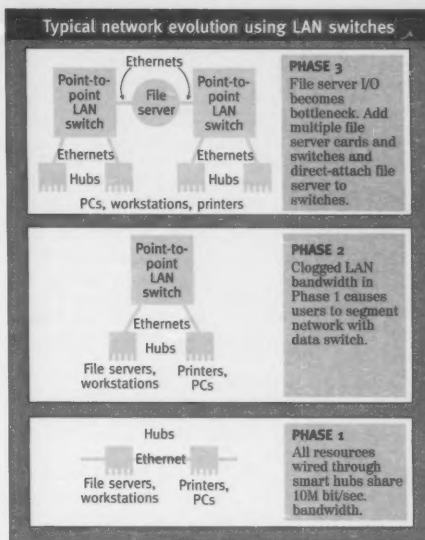 Typical network evolution using LAN switches
Ethernets
Point-to-
point
LAN
switch
File
server
Point-to-
point
LAN
switch
Ethernets
Hubs
Ethernets
Hubs
PCs, workstations, printers
PHASE 3
File server I/O
becomes
bottleneck. Add
multiple file
server cards and
switches and
direct-attach file
server to
switches.
Point-to-
point
LAN
switch
Ethernets
Hubs
File servers,
workstations
Printers,
PCs
PHASE 2
Clogged LAN
bandwidth in
Phase 1 causes
users to segment
network with
data switch.
Hubs
Ethernet
File servers,
workstations
Printers,
PCs
PHASE 1
All resources
wired through
smart hubs share
10M bit/sec.
bandwidth.